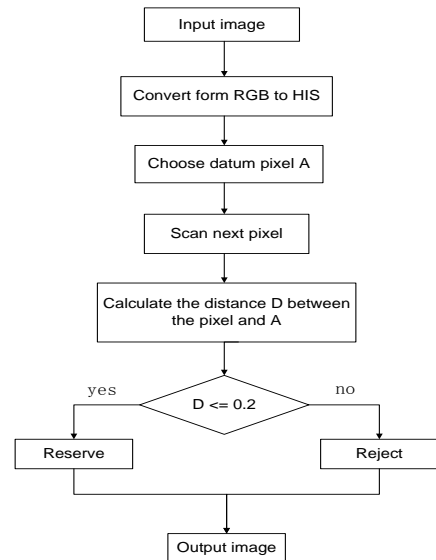 Input image
Convert form RGB to HIS
Choose datum pixel A
Scan next pixel
Calculate the distance D between
the pixel and A
yes
no
D <= 0.2
Reserve
Reject
Output image